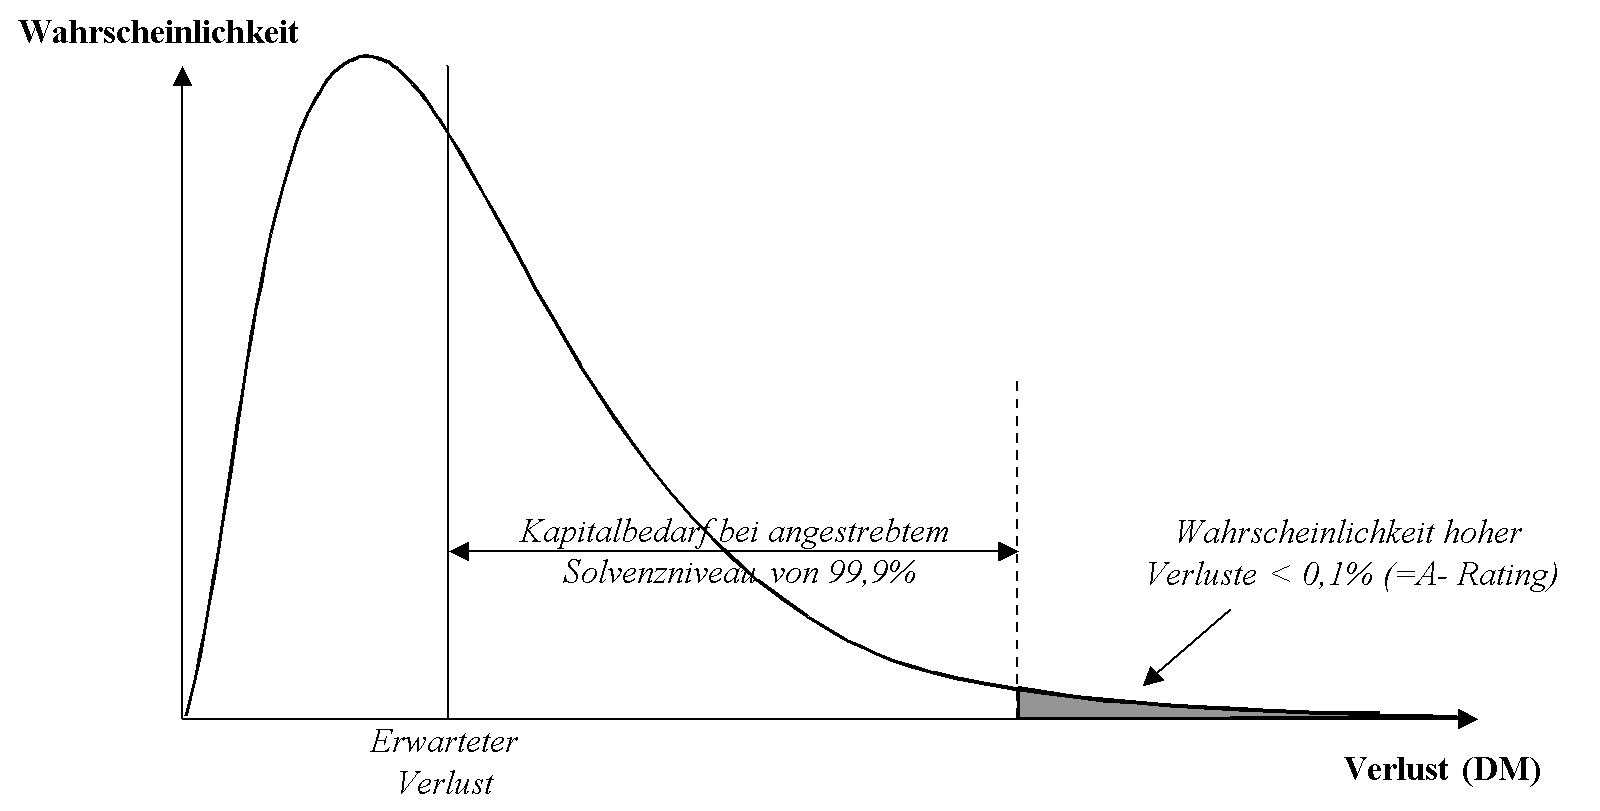 Wahrscheinlichkeit
Kapitalbedarf bei angestrebtem
Solvenzniveau von 99,9%
Wahrscheinlichkeit hoher
Verluste < 0,1% (=A- Rating)
Erwarteter
Verlust
Verlust (DM)